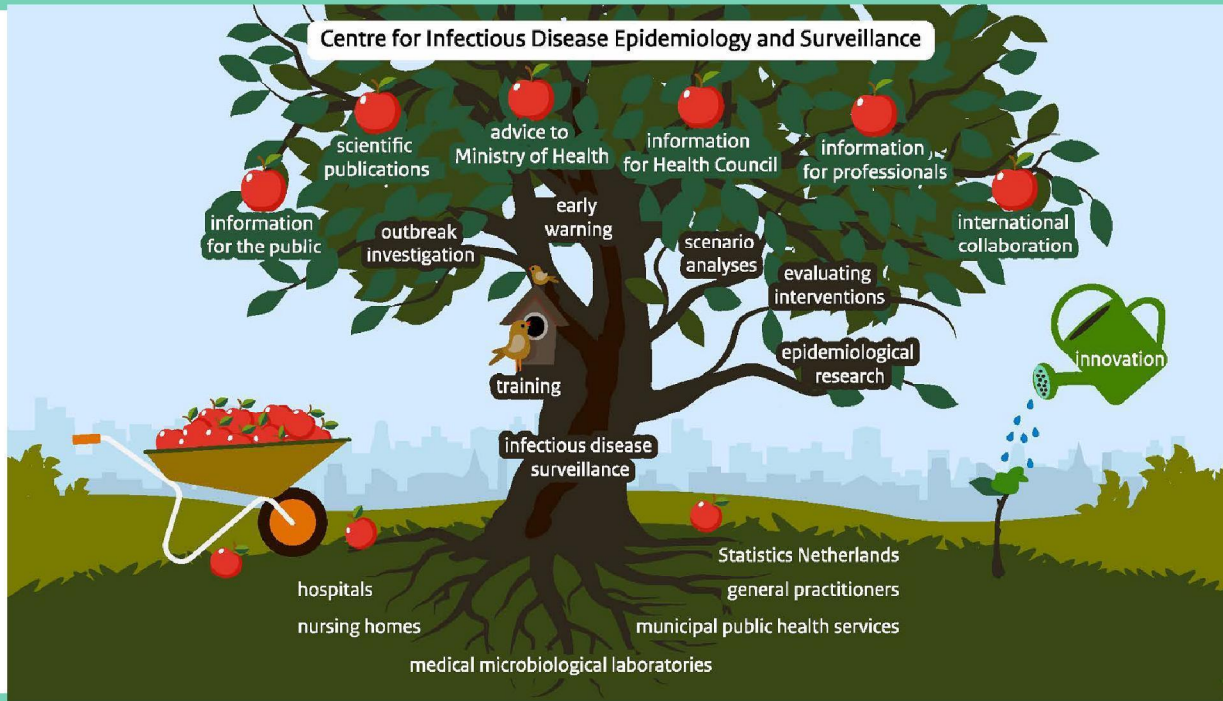 Centre for Infectious Disease Epidemiology and Surveillance
scientific
publications
advice to
Ministry of Health
information
for Health Council
information
for professionals
information
for the public
international
collaboration
outbreak
investigation
early
warning
scenario
analyses
evaluating
interventions
innovation
training
epidemiological
research
infectious disease
surveillance
Statistics Netherlands
hospitals
general practitioners
nursing homes
municipal public health services
medical microbiological laboratories